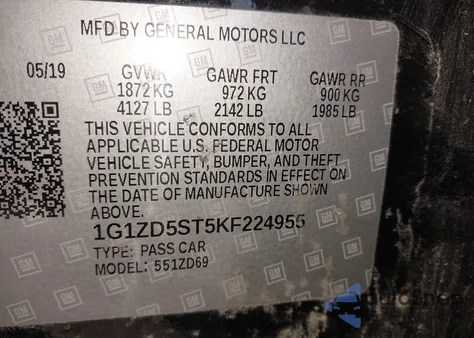 MFD BY GENERAL MOTORS LLC
05/19 GVWR GAWR FRT GAWR RR
1872 KG 972 KG 900 KG
4127 LB 2142 LB 1985 LB
THIS VEHICLE CONFORMS TO ALL
APPLICABLE U.S. FEDERAL MOTOR
VEHICLE SAFETY, BUMPER, AND THEFT
PREVENTION STANDARDS IN EFFECT ON
THE DATE OF MANUFACTURE SHOWN
ABOVE.
1G1ZD5ST5KF224955
TYPE: PASS CAR
MODEL: 551ZD69